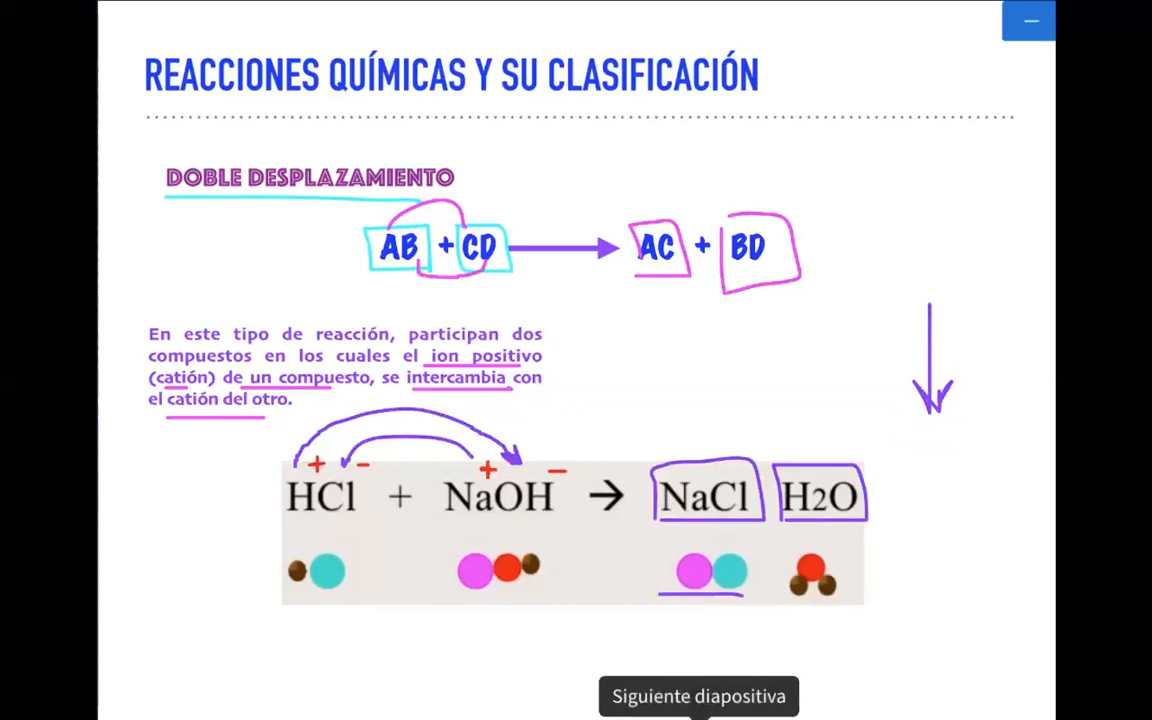 REACCIONES QUÍMICAS Y SU CLASIFICACIÓN
DOBLE DESPLAZAMIENTO
AB + CD → AC + BD
En este tipo de reacción, participan dos
compuestos en los cuales el ion positivo
(catión) de un compuesto, se intercambia con
el catión del otro.
+ - + -
HCl + NaOH → NaCl H2O
Siguiente diapositiva